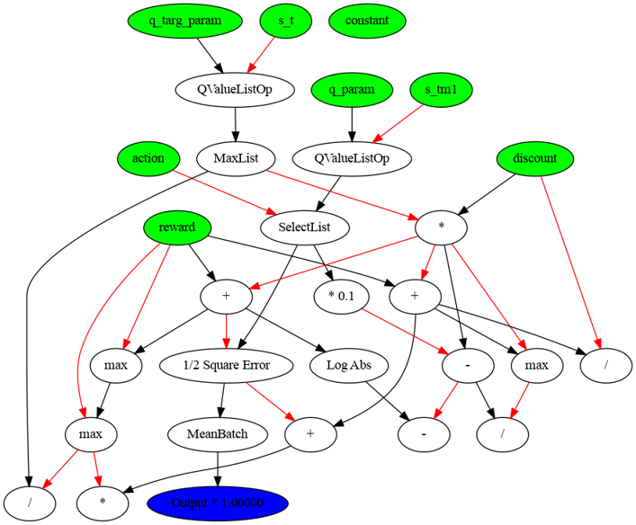 q_targ_param
s_t
constant
QValueListOp
q_param
s_tm1
action
MaxList
QValueListOp
discount
reward
SelectList
*
+
* 0.1
+
max
1/2 Square Error
Log Abs
-
max
/
max
MeanBatch
+
-
/
/
*
Output * 1.00000